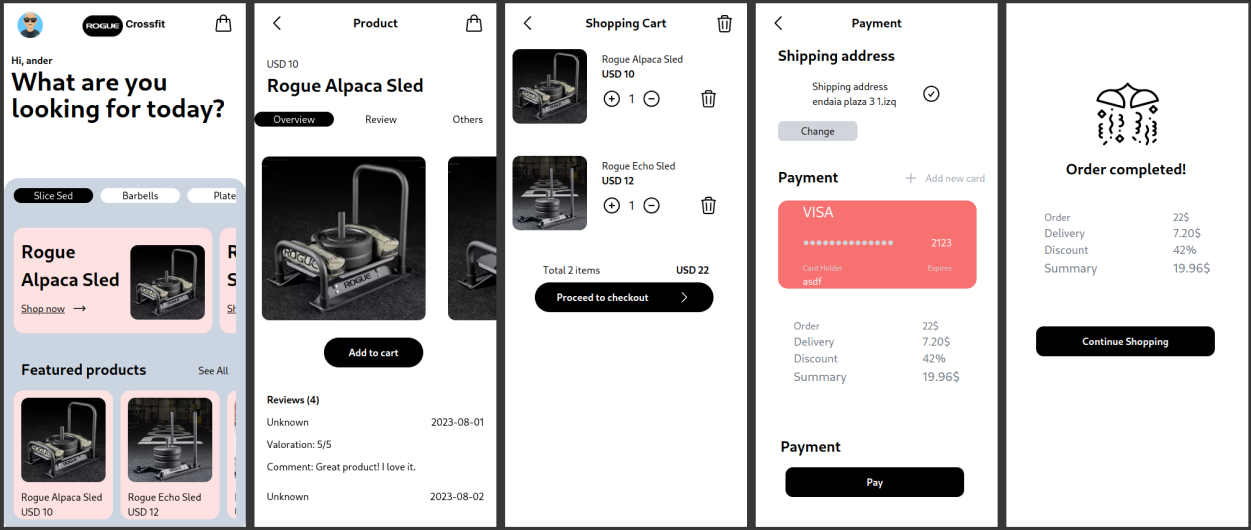 ROGUE Crossfit
Hi, ander
What are you
looking for today?
Slice Sed Barbells Plate
Rogue
Alpaca Sled
Shop now
R
S
Sh
Featured products See All
Rogue Alpaca Sled Rogue Echo Sled
USD 10 USD 12
Product
USD 10
Rogue Alpaca Sled
Overview Review Others
ROGUE
ROGUE
Add to cart
Reviews (4)
Unknown 2023-08-01
Valoration: 5/5
Comment: Great product! I love it.
Unknown 2023-08-02
Shopping Cart
Rogue Alpaca Sled
USD 10
1
Rogue Echo Sled
USD 12
1
Total 2 items USD 22
Proceed to checkout
Payment
Shipping address
Shipping address
endaia plaza 3 1.izq
Change
Payment Add new card
VISA
•••••••••••••• 2123
Card Holder Expires
asdf
Order 22$
Delivery 7.20$
Discount 42%
Summary 19.96$
Payment
Pay
Order completed!
Order 22$
Delivery 7.20$
Discount 42%
Summary 19.96$
Continue Shopping